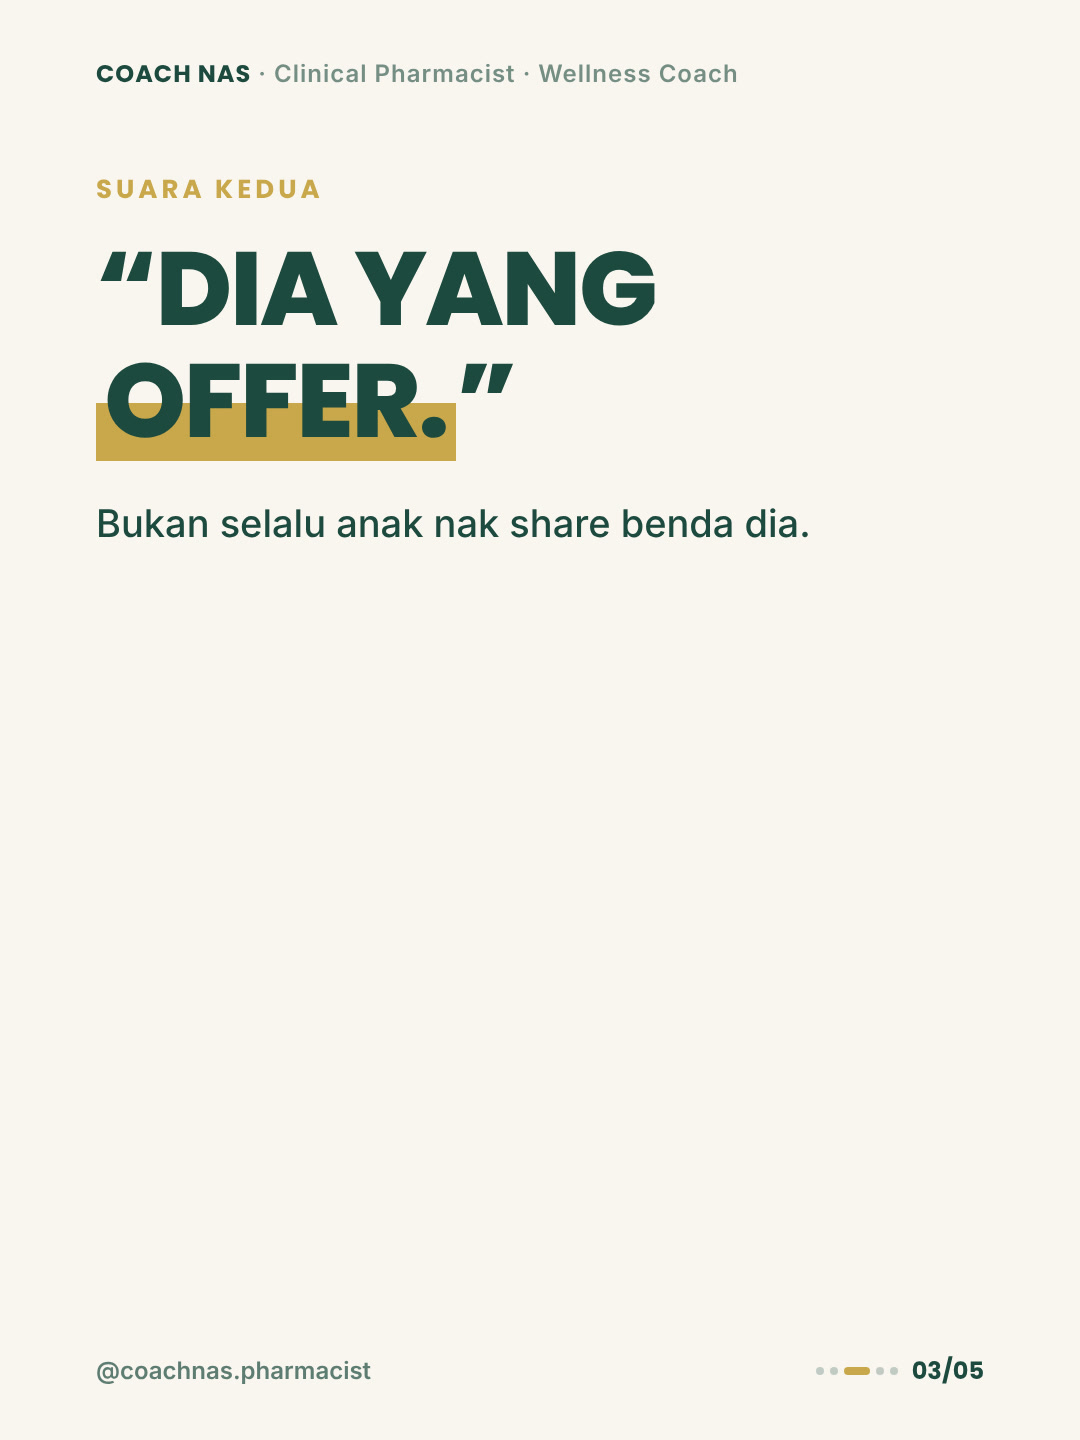 COACH NAS · Clinical Pharmacist · Wellness Coach
SUARA KEDUA
“DIA YANG
OFFER.”
Bukan selalu anak nak share benda dia.
@coachnas.pharmacist
03/05